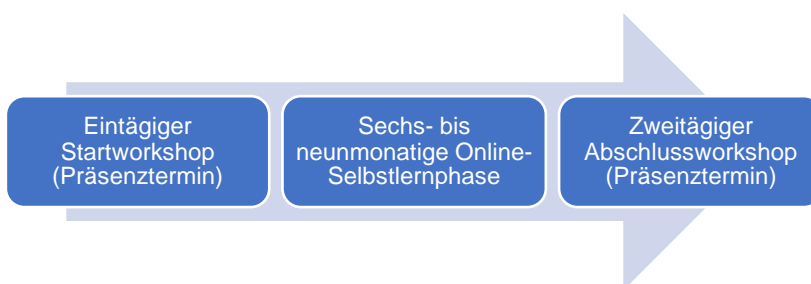 Eintägiger
Startworkshop
(Präsenztermin)
Sechs- bis
neunmonatige Online-
Selbstlernphase
Zweitägiger
Abschlussworkshop
(Präsenztermin)